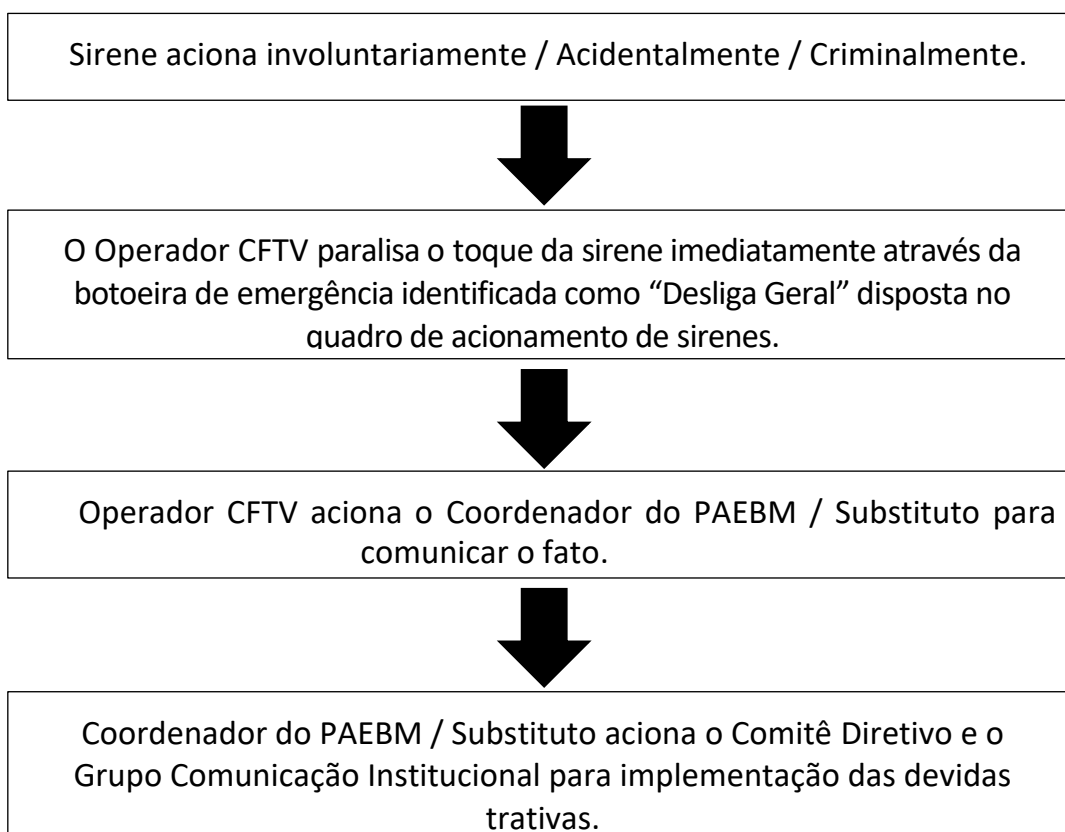 Sirene aciona involuntariamente / Acidentalmente / Criminalmente.
O Operador CFTV paralisa o toque da sirene imediatamente através da
botoeira de emergência identificada como “Desliga Geral” disposta no
quadro de acionamento de sirenes.
Operador CFTV aciona o Coordenador do PAEBM / Substituto para
comunicar o fato.
Coordenador do PAEBM / Substituto aciona o Comitê Diretivo e o
Grupo Comunicação Institucional para implementação das devidas
trativas.